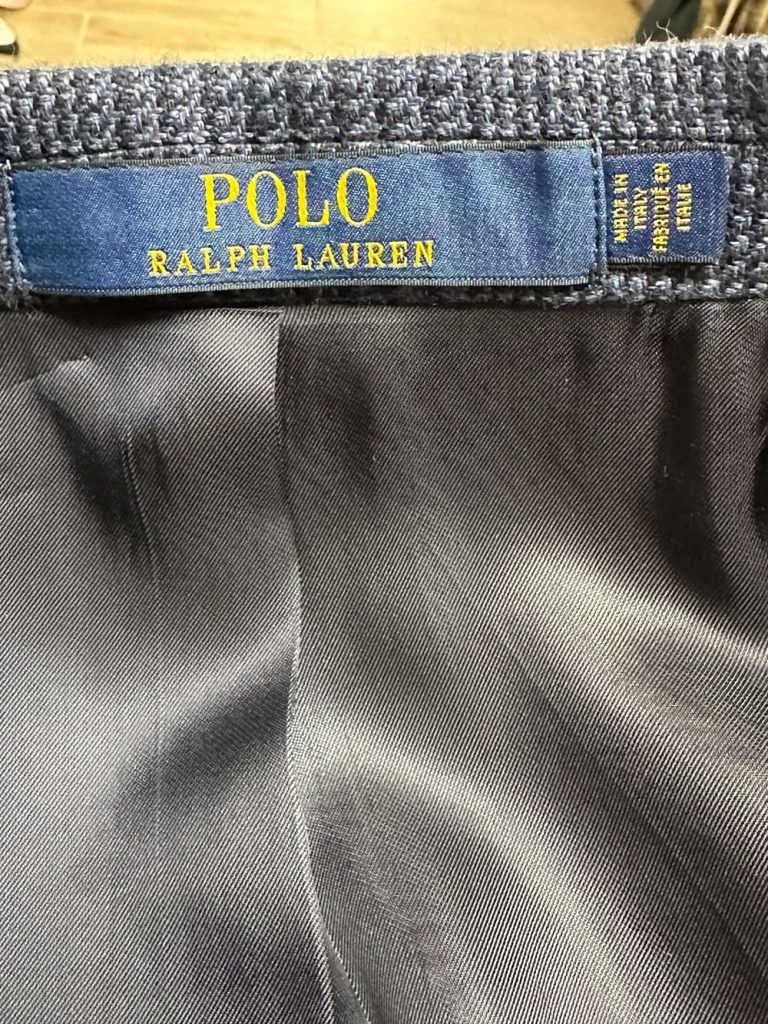 POLO
RALPH LAUREN
MADE IN
ITALY
FABRIQUÉ EN
ITALIE